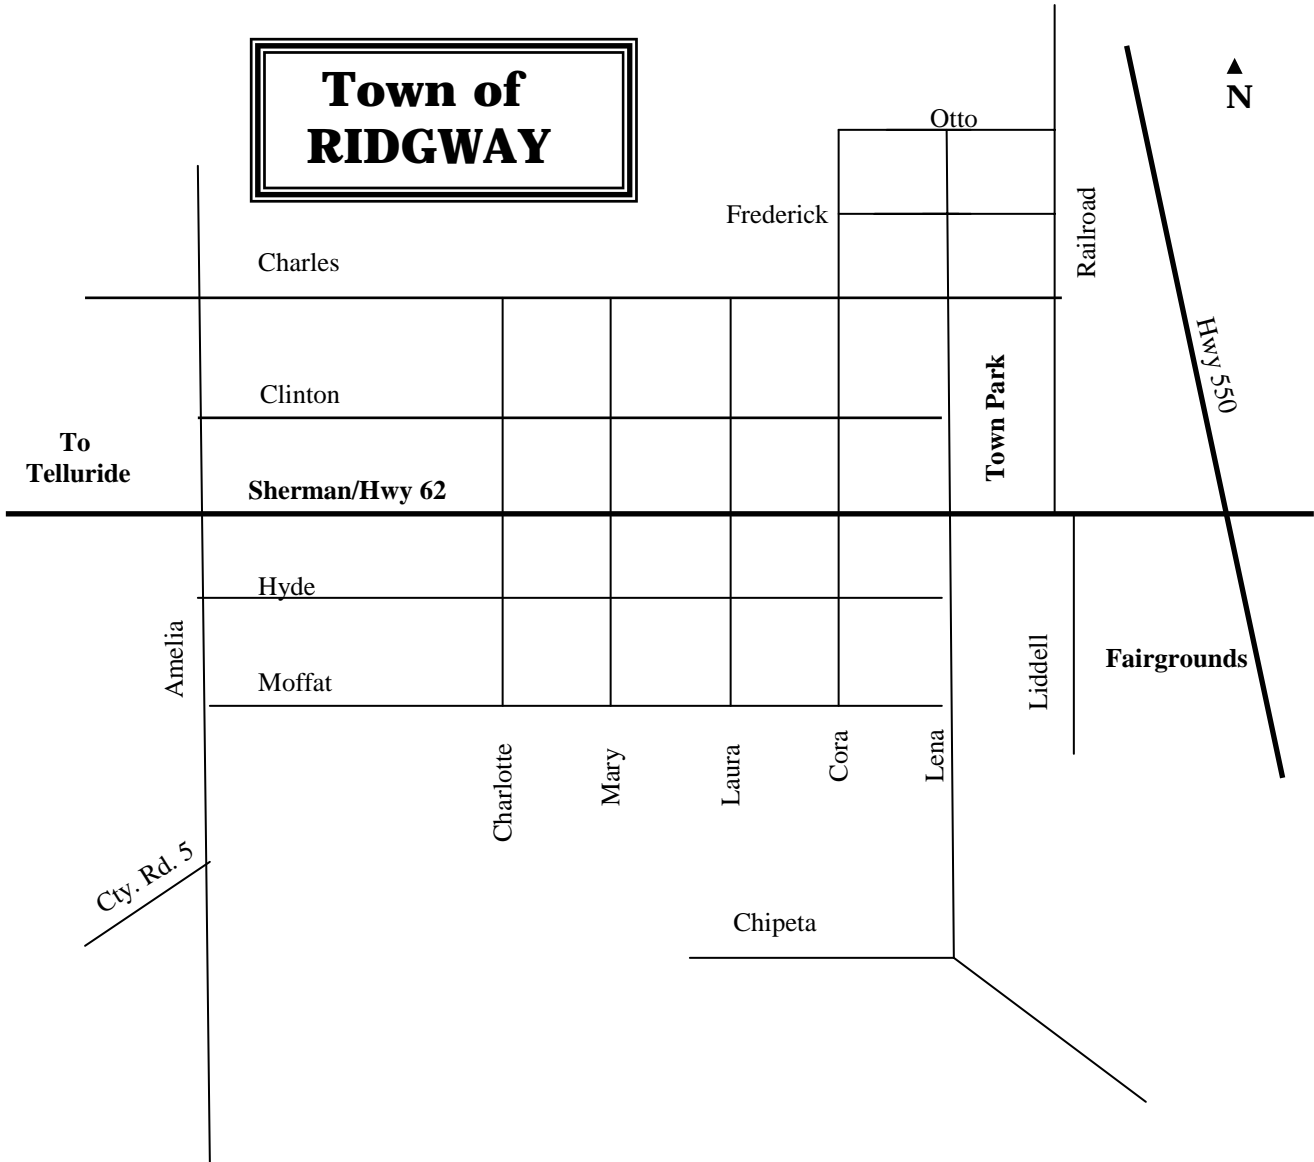 Town of
RIDGWAY
N
Otto
Frederick
Railroad
Charles
Hwy 550
Clinton
Town Park
To
Telluride
Sherman/Hwy 62
Hyde
Amelia
Moffat
Liddell
Fairgrounds
Charlotte
Mary
Laura
Cora
Lena
Cty. Rd. 5
Chipeta